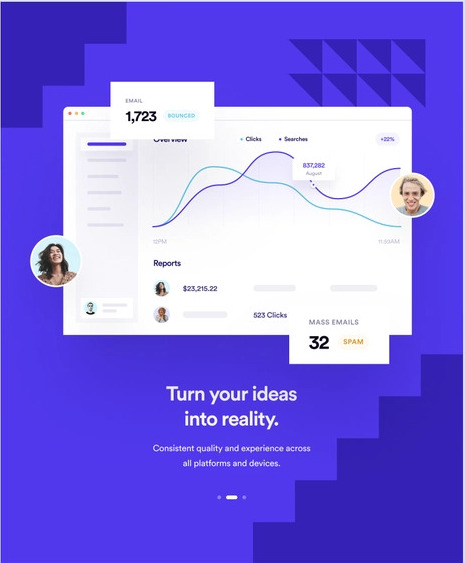 EMAIL
1,723 BOUNCED
Overview
Clicks
Searches
+22%
837,282
August
12PM
11:59AM
Reports
$23,215.22
523 Clicks
MASS EMAILS
32 SPAM
Turn your ideas
into reality.
Consistent quality and experience across
all platforms and devices.